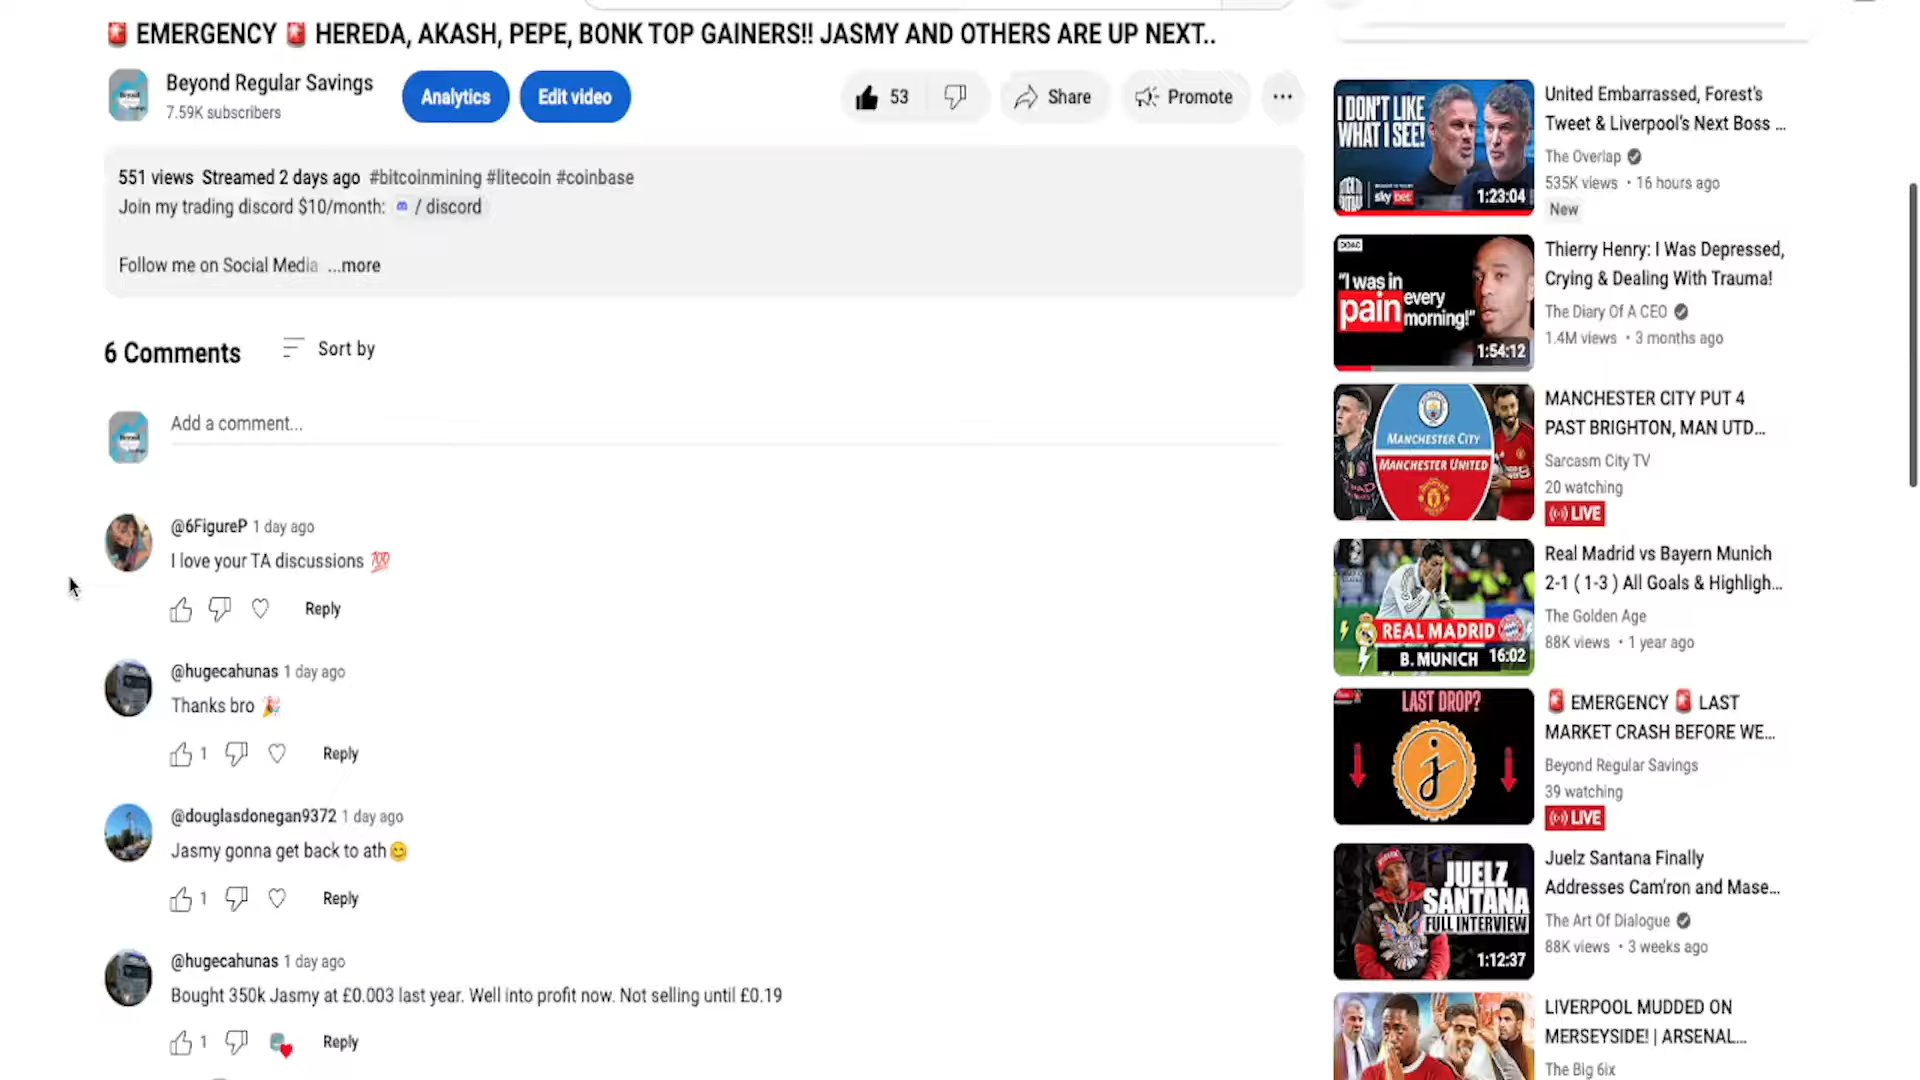 🚨 EMERGENCY 🚨 HEREDA, AKASH, PEPE, BONK TOP GAINERS!! JASMY AND OTHERS ARE UP NEXT..
Beyond Regular Savings
7.59K subscribers
Analytics
Edit video
53
Share
Promote
551 views Streamed 2 days ago #bitcoinmining #litecoin #coinbase
Join my trading discord $10/month: / discord
Follow me on Social Media ...more
6 Comments
Sort by
Add a comment...
@6FigureP 1 day ago
I love your TA discussions 💯
Reply
@hugecahunas 1 day ago
Thanks bro 🎉
1
Reply
@douglasdonegan9372 1 day ago
Jasmy gonna get back to ath😊
1
Reply
@hugecahunas 1 day ago
Bought 350k Jasmy at £0.003 last year. Well into profit now. Not selling until £0.19
1
Reply
I DON'T LIKE
WHAT I SEE!
sky bet
1:23:04
United Embarrassed, Forest's
Tweet & Liverpool's Next Boss ...
The Overlap
535K views • 16 hours ago
New
DOAC
"I was in
pain every
morning!"
1:54:12
Thierry Henry: I Was Depressed,
Crying & Dealing With Trauma!
The Diary Of A CEO
1.4M views • 3 months ago
MANCHESTER CITY
MANCHESTER UNITED
MANCHESTER CITY PUT 4
PAST BRIGHTON, MAN UTD...
Sarcasm City TV
20 watching
LIVE
REAL MADRID
B. MUNICH
16:02
Real Madrid vs Bayern Munich
2-1 ( 1-3 ) All Goals & Highligh...
The Golden Age
88K views • 1 year ago
LAST DROP?
🚨 EMERGENCY 🚨 LAST
MARKET CRASH BEFORE WE...
Beyond Regular Savings
39 watching
LIVE
JUELZ
SANTANA
FULL INTERVIEW
1:12:37
Juelz Santana Finally
Addresses Cam'ron and Mase...
The Art Of Dialogue
88K views • 3 weeks ago
LIVERPOOL MUDDED ON
MERSEYSIDE! | ARSENAL...
The Big 6ix